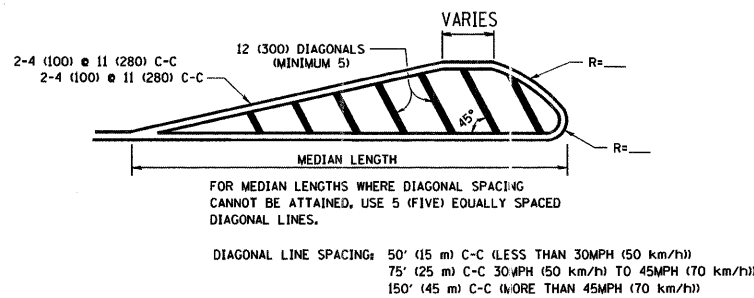 VARIES
12 (300) DIAGONALS
(MINIMUM 5)
2-4 (100) @ 11 (280) C-C
2-4 (100) @ 11 (280) C-C
R=___
45°
R=___
MEDIAN LENGTH
FOR MEDIAN LENGTHS WHERE DIAGONAL SPACING
CANNOT BE ATTAINED, USE 5 (FIVE) EQUALLY SPACED
DIAGONAL LINES.
DIAGONAL LINE SPACING: 50' (15 m) C-C (LESS THAN 30MPH (50 km/h))
75' (25 m) C-C 30MPH (50 km/h) TO 45MPH (70 km/h))
150' (45 m) C-C (MORE THAN 45MPH (70 km/h))